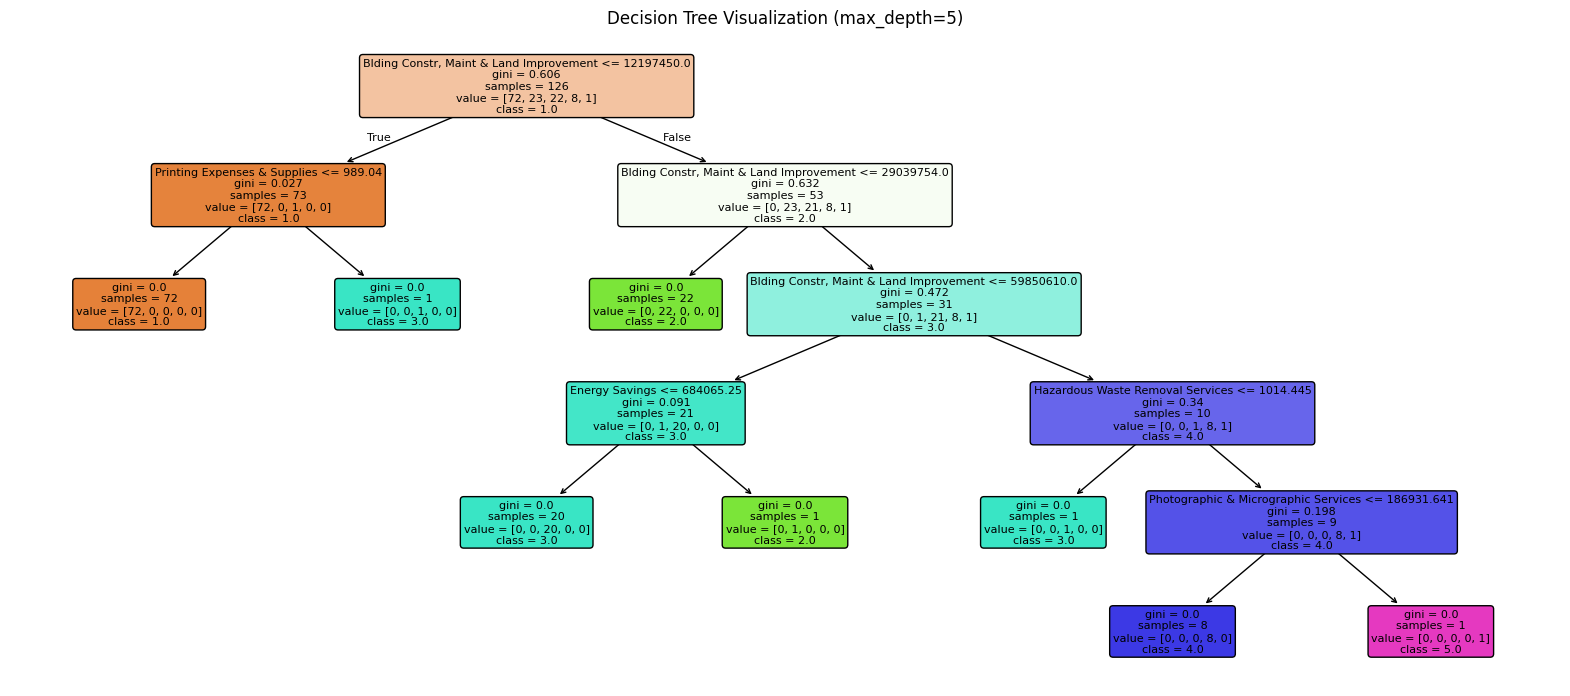 Decision Tree Visualization (max_depth=5)
Blding Constr, Maint & Land Improvement <= 12197450.0
gini = 0.606
samples = 126
value = [72, 23, 22, 8, 1]
class = 1.0
True
False
Printing Expenses & Supplies <= 989.04
gini = 0.027
samples = 73
value = [72, 0, 1, 0, 0]
class = 1.0
Blding Constr, Maint & Land Improvement <= 29039754.0
gini = 0.632
samples = 53
value = [0, 23, 21, 8, 1]
class = 2.0
gini = 0.0
samples = 72
value = [72, 0, 0, 0, 0]
class = 1.0
gini = 0.0
samples = 1
value = [0, 0, 1, 0, 0]
class = 3.0
gini = 0.0
samples = 22
value = [0, 22, 0, 0, 0]
class = 2.0
Blding Constr, Maint & Land Improvement <= 59850610.0
gini = 0.472
samples = 31
value = [0, 1, 21, 8, 1]
class = 3.0
Energy Savings <= 684065.25
gini = 0.091
samples = 21
value = [0, 1, 20, 0, 0]
class = 3.0
Hazardous Waste Removal Services <= 1014.445
gini = 0.34
samples = 10
value = [0, 0, 1, 8, 1]
class = 4.0
gini = 0.0
samples = 20
value = [0, 0, 20, 0, 0]
class = 3.0
gini = 0.0
samples = 1
value = [0, 1, 0, 0, 0]
class = 2.0
gini = 0.0
samples = 1
value = [0, 0, 1, 0, 0]
class = 3.0
Photographic & Micrographic Services <= 186931.641
gini = 0.198
samples = 9
value = [0, 0, 0, 8, 1]
class = 4.0
gini = 0.0
samples = 8
value = [0, 0, 0, 8, 0]
class = 4.0
gini = 0.0
samples = 1
value = [0, 0, 0, 0, 1]
class = 5.0